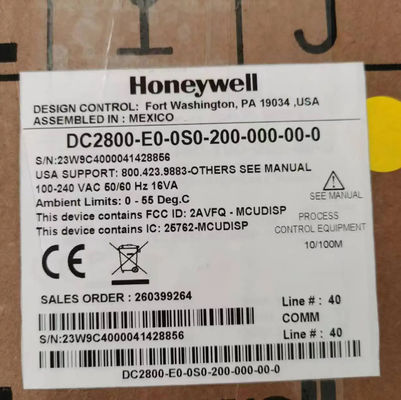 Honeywell
DESIGN CONTROL: Fort Washington, PA 19034 ,USA
ASSEMBLED IN : MEXICO
DC2800-E0-0S0-200-000-00-0
S/N:23W9C4000041428856
USA SUPPORT: 800.423.9883-OTHERS SEE MANUAL
100-240 VAC 50/60 Hz 16VA
Ambient Limits: 0 - 55 Deg.C
This device contains FCC ID: 2AVFQ - MCUDISP
This device contains IC: 25762-MCUDISP
SEE MANUAL
PROCESS
CONTROL EQUIPMENT
10/100M
CE
SALES ORDER : 260399264
Line # : 40
COMM
S/N:23W9C4000041428856
Line # : 40
DC2800-E0-0S0-200-000-00-0